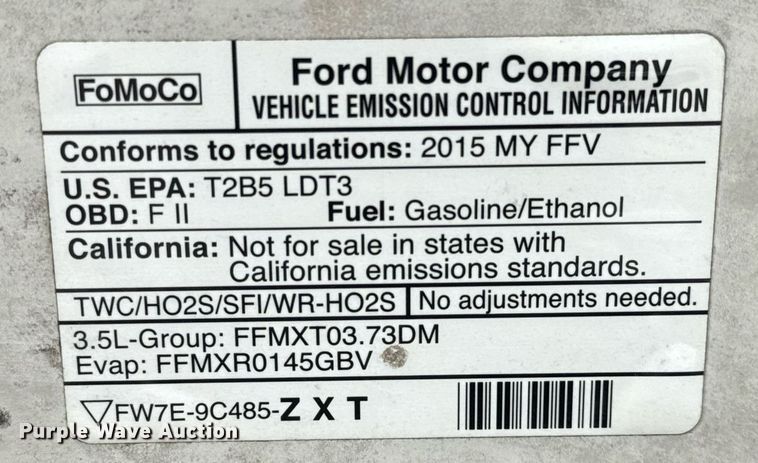 FoMoCo
Ford Motor Company
VEHICLE EMISSION CONTROL INFORMATION
Conforms to regulations: 2015 MY FFV
U.S. EPA: T2B5 LDT3
OBD: F II Fuel: Gasoline/Ethanol
California: Not for sale in states with
California emissions standards.
TWC/HO2S/SFI/WR-HO2S No adjustments needed.
3.5L-Group: FFMXT03.73DM
Evap: FFMXR0145GBV
▽FW7E-9C485-Z X T
Purple Wave Auction